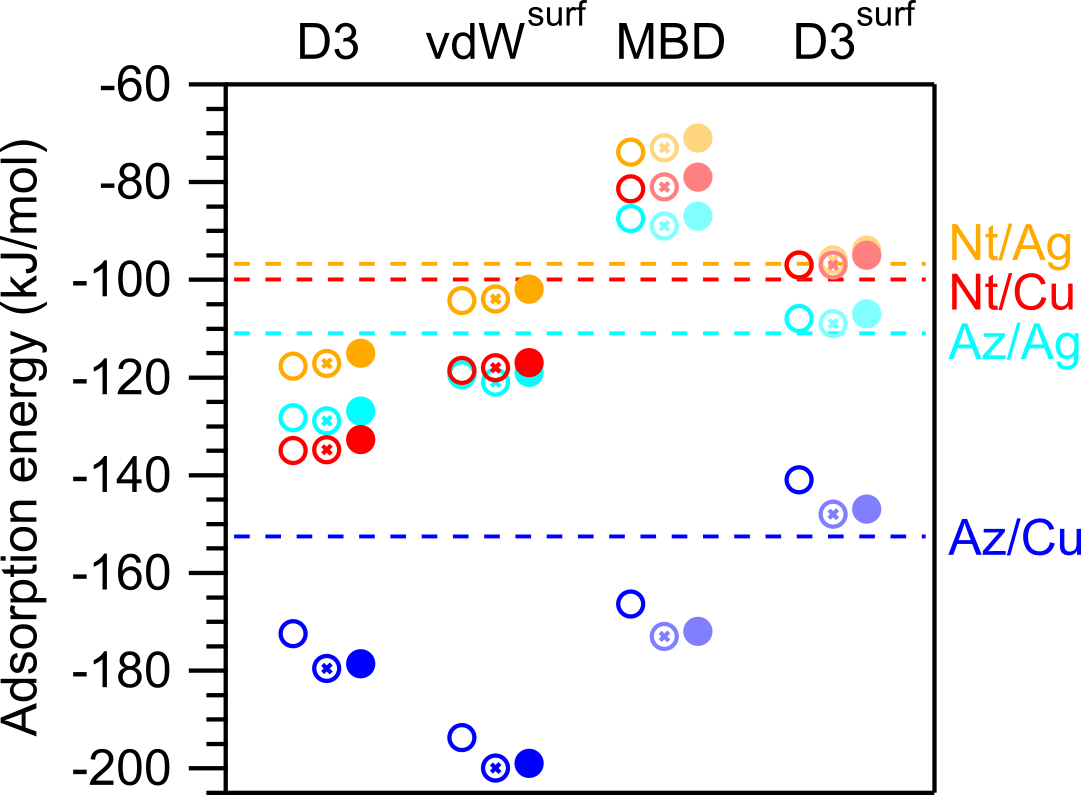 D3 vdW^surf MBD D3^surf
Adsorption energy (kJ/mol)
-60
-80
-100
-120
-140
-160
-180
-200
Nt/Ag
Nt/Cu
Az/Ag
Az/Cu